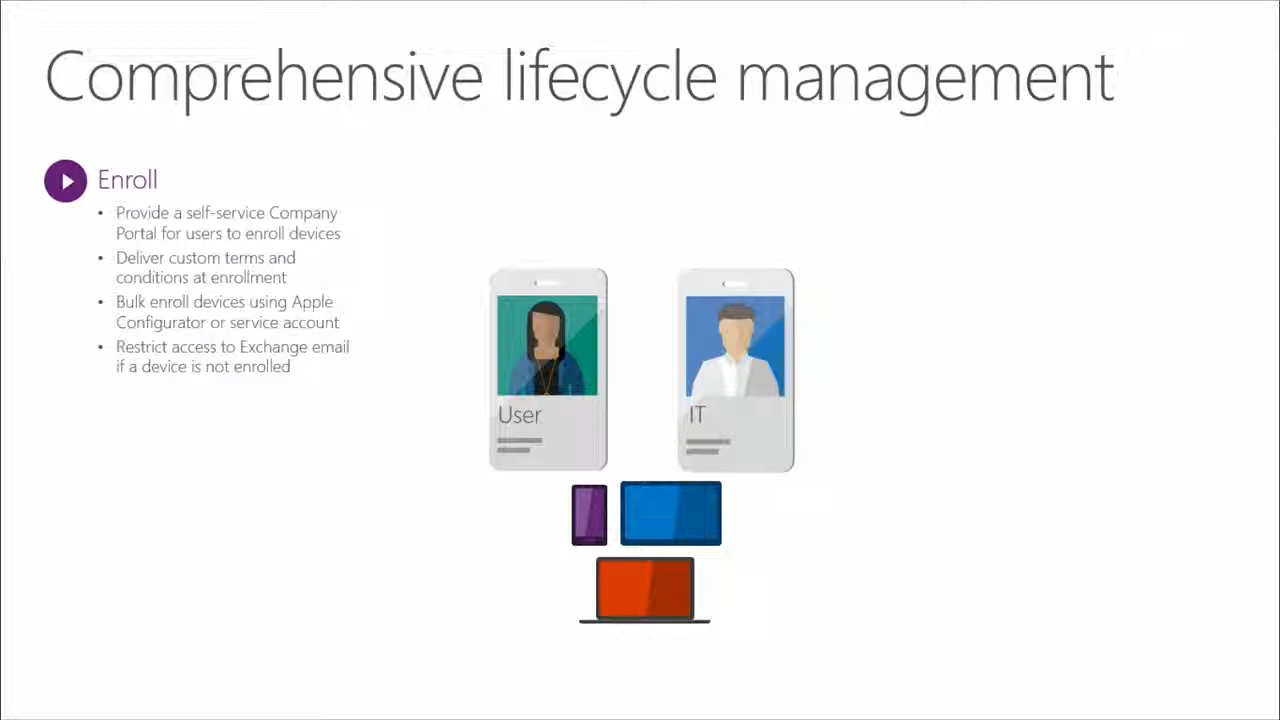 Comprehensive lifecycle management
Enroll
• Provide a self-service Company
Portal for users to enroll devices
• Deliver custom terms and
conditions at enrollment
• Bulk enroll devices using Apple
Configurator or service account
• Restrict access to Exchange email
if a device is not enrolled
User
IT